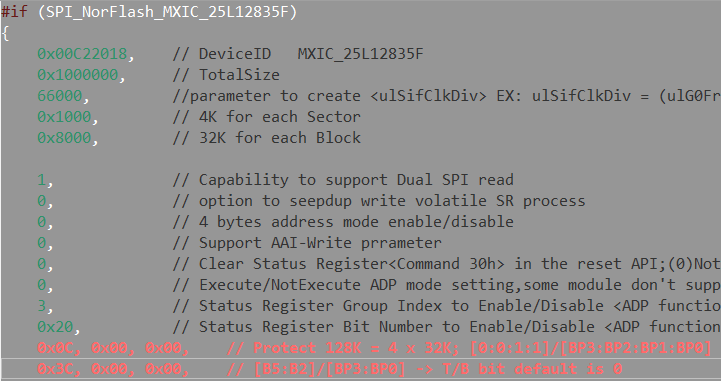 #if (SPI_NorFlash_MXIC_25L12835F)
{
0x00C22018, // DeviceID MXIC_25L12835F
0x1000000, // TotalSize
66000, //parameter to create <ulSifClkDiv> EX: ulSifClkDiv = (ulG0Fr
0x1000, // 4K for each Sector
0x8000, // 32K for each Block
1, // Capability to support Dual SPI read
0, // option to seepdup write volatile SR process
0, // 4 bytes address mode enable/disable
0, // Support AAI-Write prrameter
0, // Clear Status Register<Command 30h> in the reset API;(0)Not
0, // Execute/NotExecute ADP mode setting,some module don't supp
3, // Status Register Group Index to Enable/Disable <ADP functio
0x20, // Status Register Bit Number to Enable/Disable <ADP function
0x0C, 0x00, 0x00, // Protect 128K = 4 x 32K; [0:0:1:1]/[BP3:BP2:BP1:BP0]
0x3C, 0x00, 0x00, // [B5:B2]/[BP3:BP0] -> T/B bit default is 0